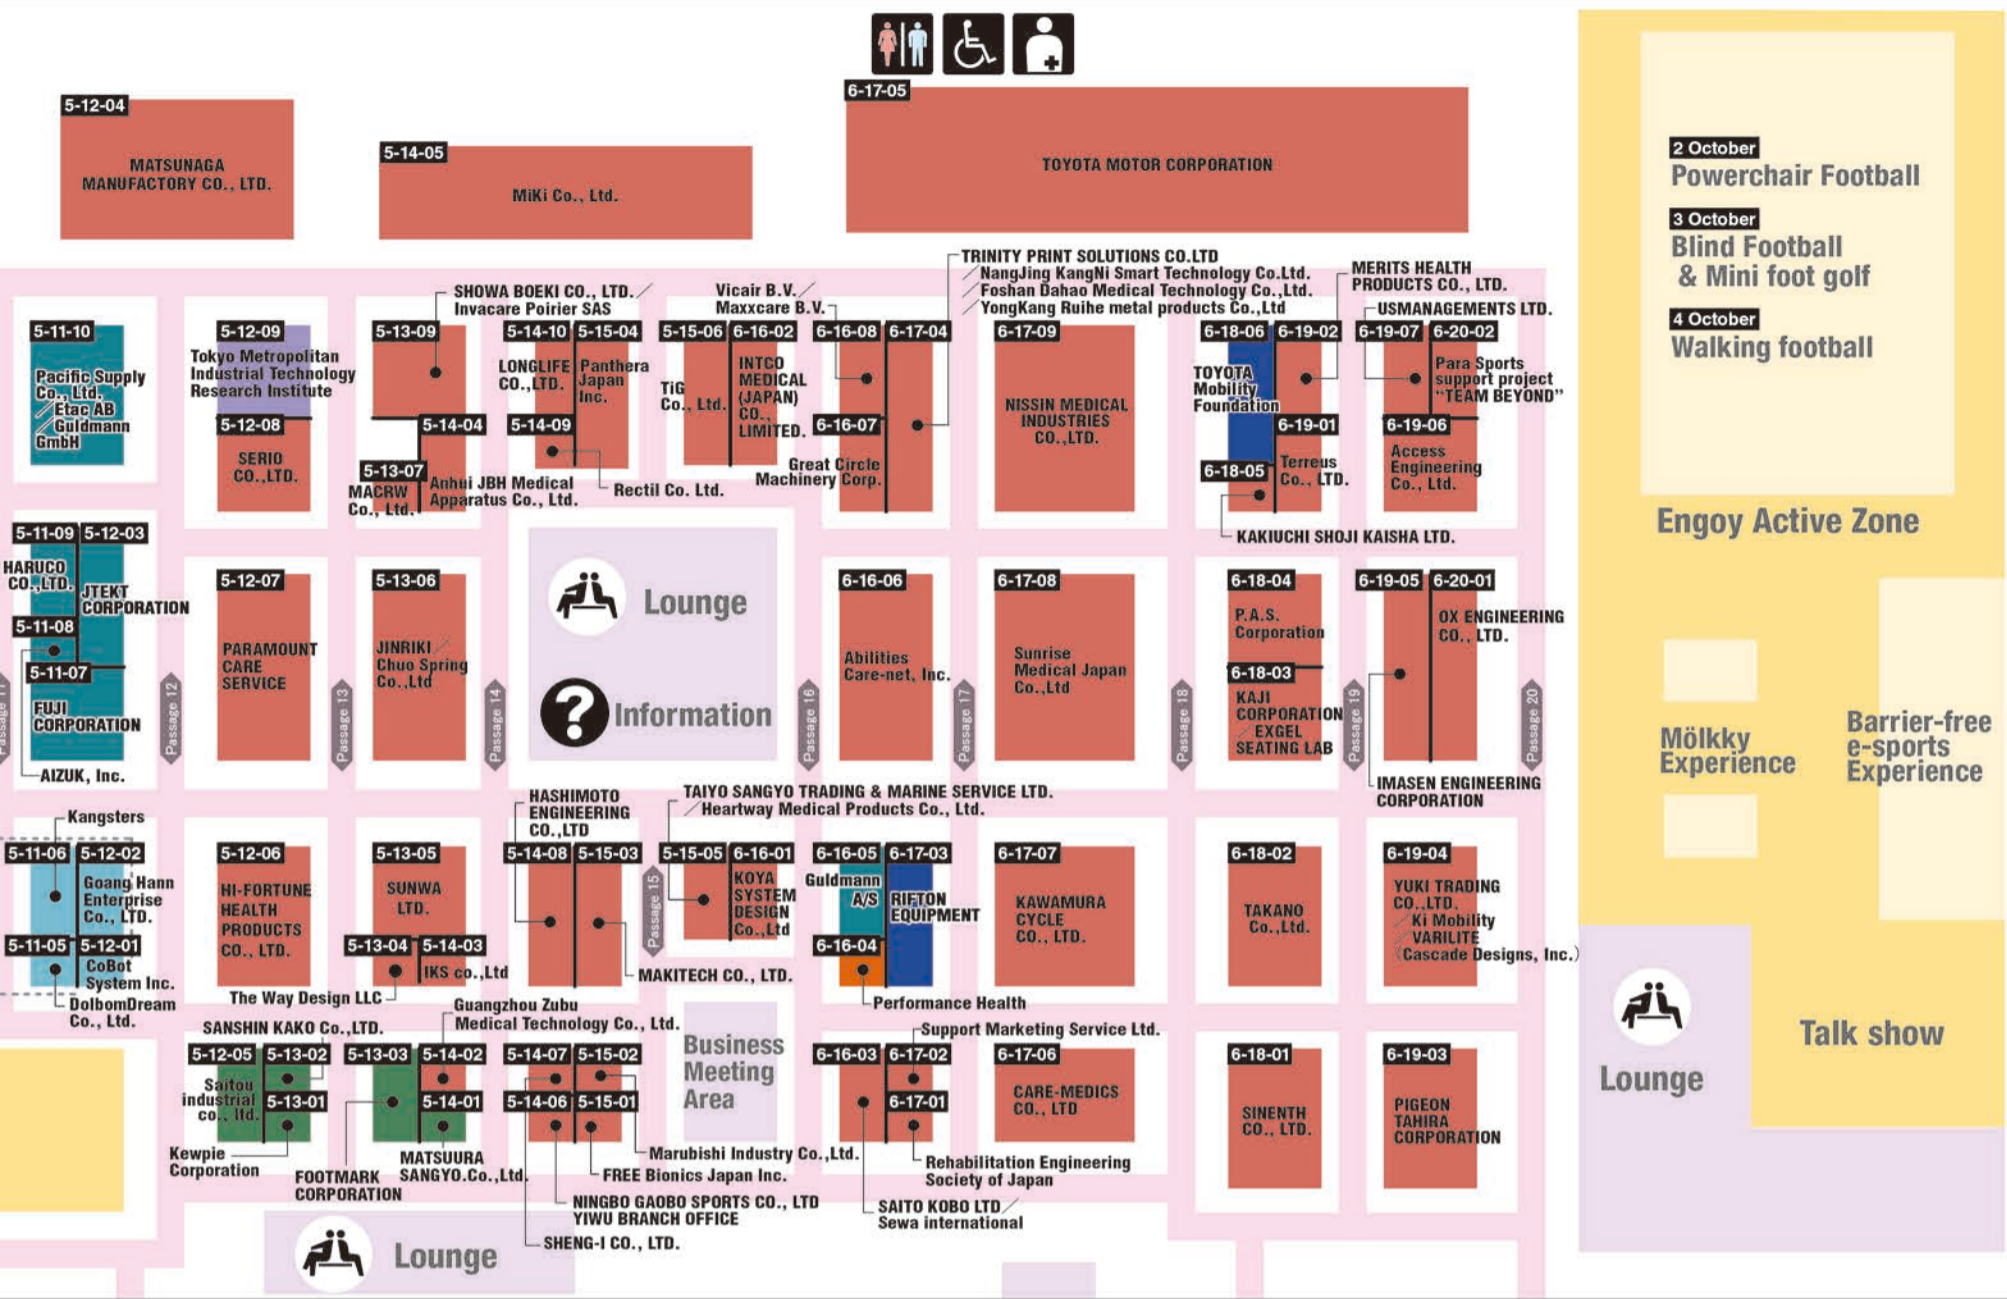 5-12-04
MATSUNAGA
MANUFACTORY CO., LTD.
5-14-05
MiKi Co., Ltd.
6-17-05
TOYOTA MOTOR CORPORATION
2 October
Powerchair Football
3 October
Blind Football
& Mini foot golf
4 October
Walking football
Engoy Active Zone
Mölkky
Experience
Barrier-free
e-sports
Experience
Talk show
Lounge
SHOWA BOEKI CO., LTD.／
Invacare Poirier SAS
Vicair B.V.／
Maxxcare B.V.
TRINITY PRINT SOLUTIONS CO.LTD
／NangJing KangNi Smart Technology Co.Ltd.
／Foshan Dahao Medical Technology Co.,Ltd.
／YongKang Ruihe metal products Co.,Ltd
MERITS HEALTH
PRODUCTS CO., LTD.
USMANAGEMENTS LTD.
5-11-10
Pacific Supply
Co., Ltd.
／Etac AB
／Guldmann
GmbH
5-12-09
Tokyo Metropolitan
Industrial Technology
Research Institute
5-12-08
SERIO
CO.,LTD.
5-13-09
5-14-04
5-13-07
MACRW
Co., Ltd.
Anhui JBH Medical
Apparatus Co., Ltd.
5-14-10
LONGLIFE
CO.,LTD.
5-15-04
Panthera
Japan
Inc.
5-14-09
Rectil Co. Ltd.
5-15-06
TiG
Co., Ltd.
6-16-02
INTCO
MEDICAL
(JAPAN)
CO.,
LIMITED.
6-16-08
6-17-04
6-16-07
Great Circle
Machinery Corp.
6-17-09
NISSIN MEDICAL
INDUSTRIES
CO.,LTD.
6-18-06
TOYOTA
Mobility
Foundation
6-19-02
6-19-01
Terreus
Co., LTD.
6-18-05
KAKIUCHI SHOJI KAISHA LTD.
6-19-07
6-20-02
Para Sports
support project
“TEAM BEYOND”
6-19-06
Access
Engineering
Co., Ltd.
5-11-09
HARUCO
CO.,LTD.
5-12-03
JTEKT
CORPORATION
5-11-08
5-11-07
FUJI
CORPORATION
AIZUK, Inc.
5-12-07
PARAMOUNT
CARE
SERVICE
5-13-06
JINRIKI／
Chuo Spring
Co.,Ltd
Lounge
Information
6-16-06
Abilities
Care-net, Inc.
6-17-08
Sunrise
Medical Japan
Co.,Ltd
6-18-04
P.A.S.
Corporation
6-18-03
KAJI
CORPORATION
／EXGEL
SEATING LAB
6-19-05
6-20-01
OX ENGINEERING
CO., LTD.
IMASEN ENGINEERING
CORPORATION
Passage 12
Passage 13
Passage 14
Passage 16
Passage 17
Passage 18
Passage 19
Passage 20
Kangsters
5-11-06
5-12-02
Goang Hann
Enterprise
Co., LTD.
5-11-05
5-12-01
CoBot
System Inc.
DolbomDream
Co., Ltd.
5-12-06
HI-FORTUNE
HEALTH
PRODUCTS
CO., LTD.
5-13-05
SUNWA
LTD.
5-13-04
5-14-03
IKS co.,Ltd
The Way Design LLC
HASHIMOTO
ENGINEERING
CO.,LTD
5-14-08
5-15-03
MAKITECH CO., LTD.
Passage 15
TAIYO SANGYO TRADING & MARINE SERVICE LTD.
／Heartway Medical Products Co., Ltd.
5-15-05
6-16-01
KOYA
SYSTEM
DESIGN
Co.,Ltd
6-16-05
Guldmann
A/S
6-17-03
RIFTON
EQUIPMENT
6-16-04
Performance Health
6-17-07
KAWAMURA
CYCLE
CO., LTD.
6-18-02
TAKANO
Co.,Ltd.
6-19-04
YUKI TRADING
CO.,LTD.
／Ki Mobility
／VARILITE
(Cascade Designs, Inc.)
SANSHIN KAKO Co.,LTD.
5-12-05
Saitou
industrial
co., ltd.
5-13-02
5-13-01
Kewpie
Corporation
Guangzhou Zubu
Medical Technology Co., Ltd.
5-13-03
5-14-02
5-14-01
FOOTMARK
CORPORATION
MATSUURA
SANGYO.Co.,Ltd.
5-14-07
5-15-02
5-14-06
5-15-01
Marubishi Industry Co.,Ltd.
FREE Bionics Japan Inc.
NINGBO GAOBO SPORTS CO., LTD
YIWU BRANCH OFFICE
SHENG-I CO., LTD.
Business
Meeting
Area
Support Marketing Service Ltd.
6-16-03
6-17-02
6-17-01
Rehabilitation Engineering
Society of Japan
SAITO KOBO LTD／
Sewa international
6-17-06
CARE-MEDICS
CO., LTD
6-18-01
SINENTH
CO., LTD.
6-19-03
PIGEON
TAHIRA
CORPORATION
Lounge